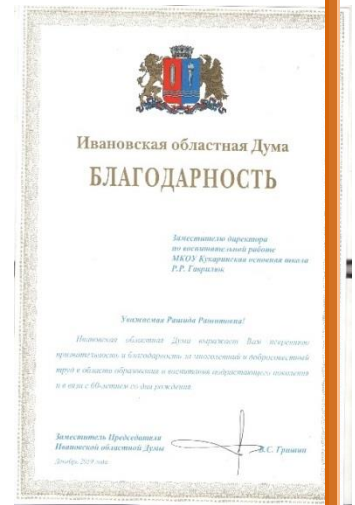 Ивановская областная Дума
БЛАГОДАРНОСТЬ
Заместителю директора
по воспитательной работе
МКОУ Кукаринская основная школа
Р.Р. Гаврилюк
Уважаемая Рашида Рашитовна!
Ивановская областная Дума выражает Вам искреннюю
признательность и благодарность за многолетний и добросовестный
труд в области образования и воспитания подрастающего поколения
и в связи с 60-летием со дня рождения
Заместитель Председателя
Ивановской областной Думы
В.С. Гришин
Декабрь 2019 года